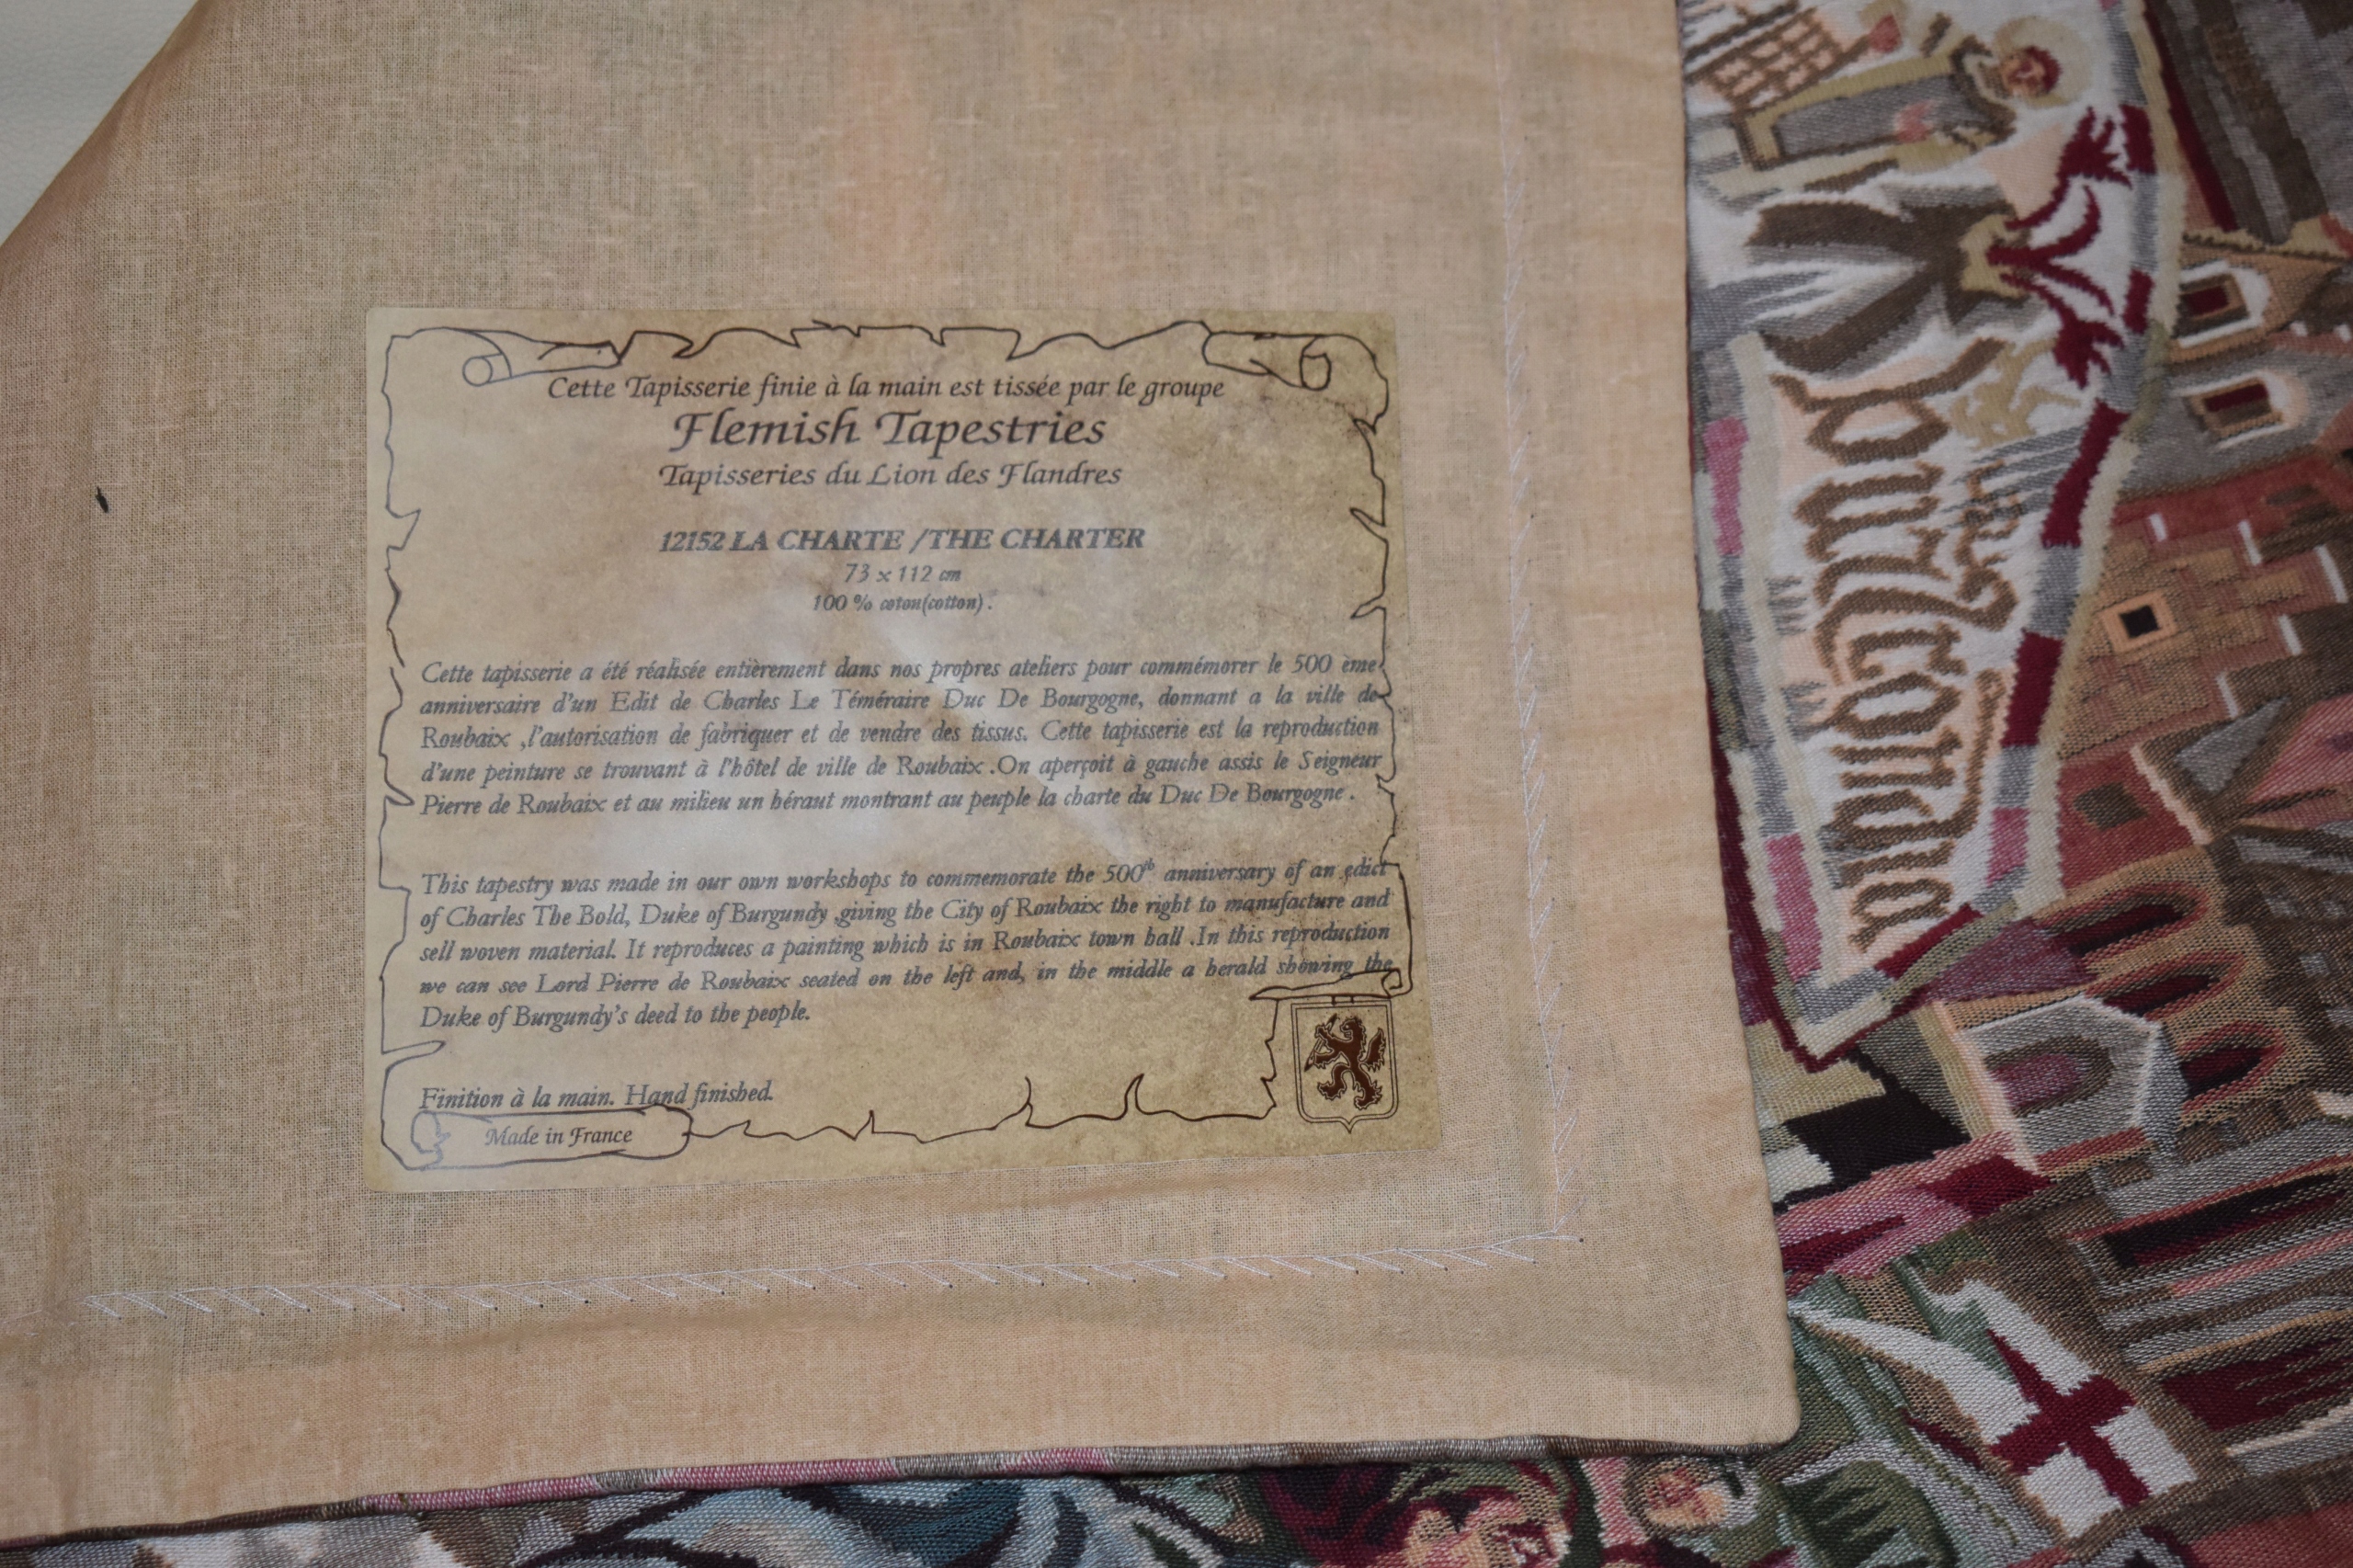 Cette Tapisserie finie à la main est tissée par le groupe
Flemish Tapestries
Tapisseries du Lion des Flandres
12152 LA CHARTE /THE CHARTER
73 x 112 cm
100 % coton(cotton) .
Cette tapisserie a été réalisée entièrement dans nos propres ateliers pour commémorer le 500 ème
anniversaire d'un Edit de Charles Le Téméraire Duc De Bourgogne, donnant a la ville de
Roubaix ,l'autorisation de fabriquer et de vendre des tissus. Cette tapisserie est la reproduction
d'une peinture se trouvant à l'hôtel de ville de Roubaix .On aperçoit à gauche assis le Seigneur
Pierre de Roubaix et au milieu un héraut montrant au peuple la charte du Duc De Bourgogne .
This tapestry was made in our own workshops to commemorate the 500th anniversary of an edict
of Charles The Bold, Duke of Burgundy ,giving the City of Roubaix the right to manufacture and
sell woven material. It reproduces a painting which is in Roubaix town hall .In this reproduction
we can see Lord Pierre de Roubaix seated on the left and, in the middle a herald showing the
Duke of Burgundy's deed to the people.
Finition à la main. Hand finished.
Made in France